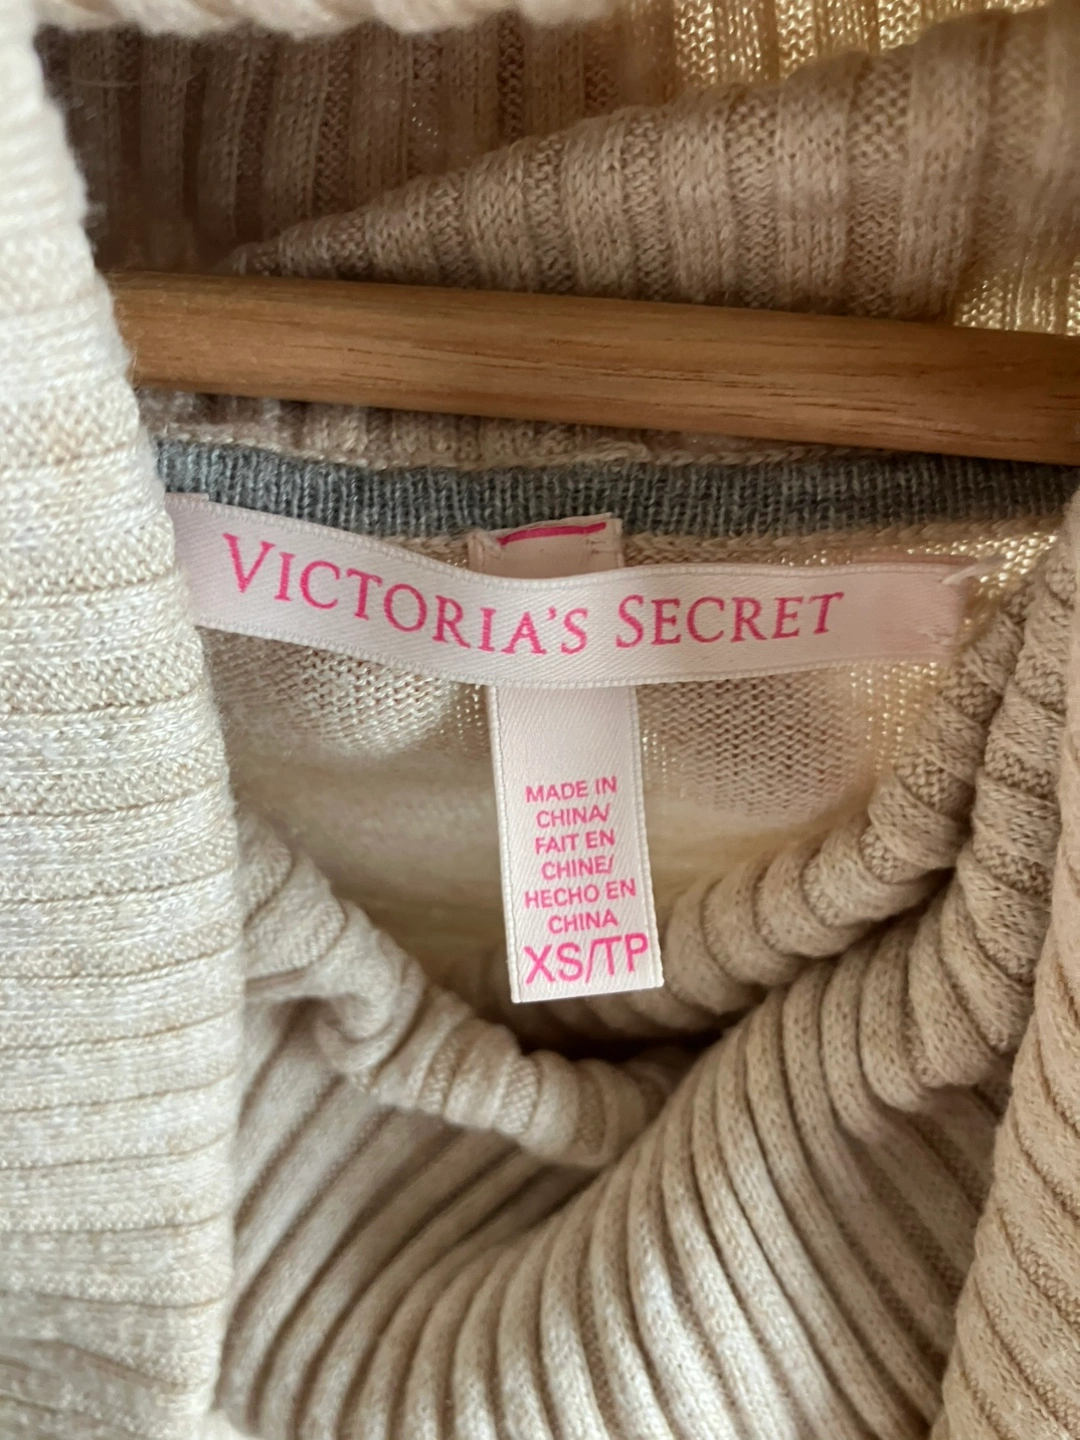 VICTORIA'S SECRET
MADE IN
CHINA/
FAIT EN
CHINE/
HECHO EN
CHINA
XS/TP